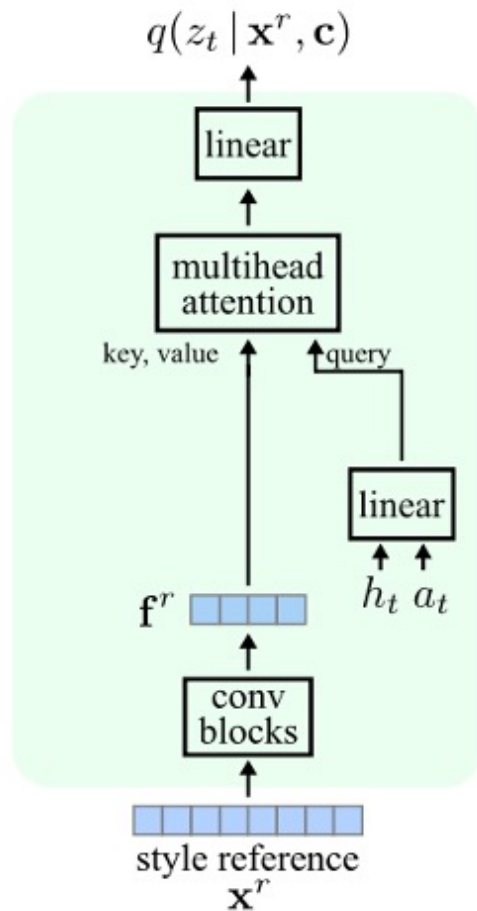 q(z_t | x^r, c)
linear
multihead
attention
key, value
query
linear
h_t a_t
f^r
conv
blocks
style reference
x^r